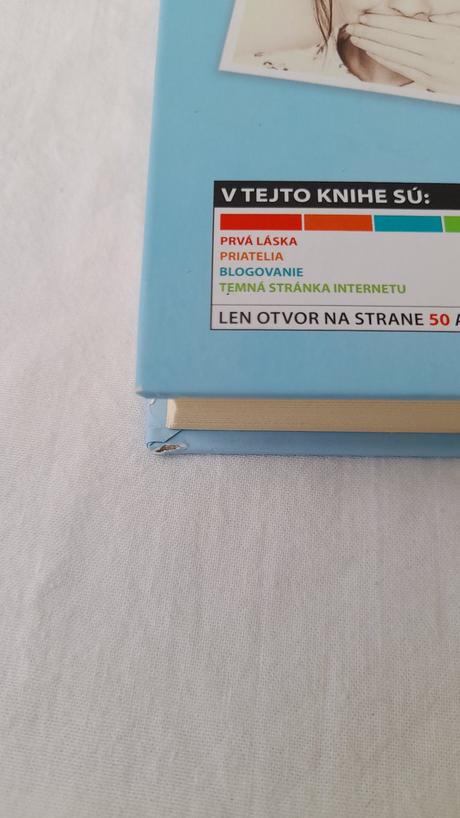 V TEJTO KNIHE SÚ:
PRVÁ LÁSKA
PRIATELIA
BLOGOVANIE
TEMNÁ STRÁNKA INTERNETU
LEN OTVOR NA STRANE 50 A